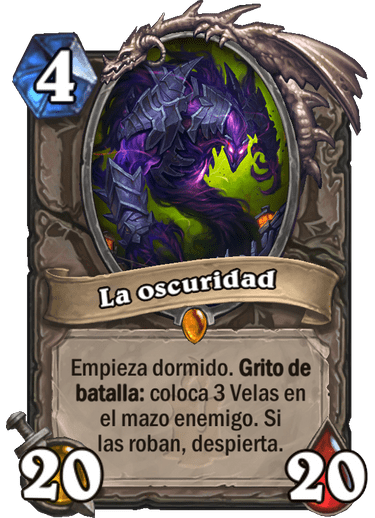 4
La oscuridad
Empieza dormido. Grito de
batalla: coloca 3 Velas en
el mazo enemigo. Si
las roban, despierta.
20
20